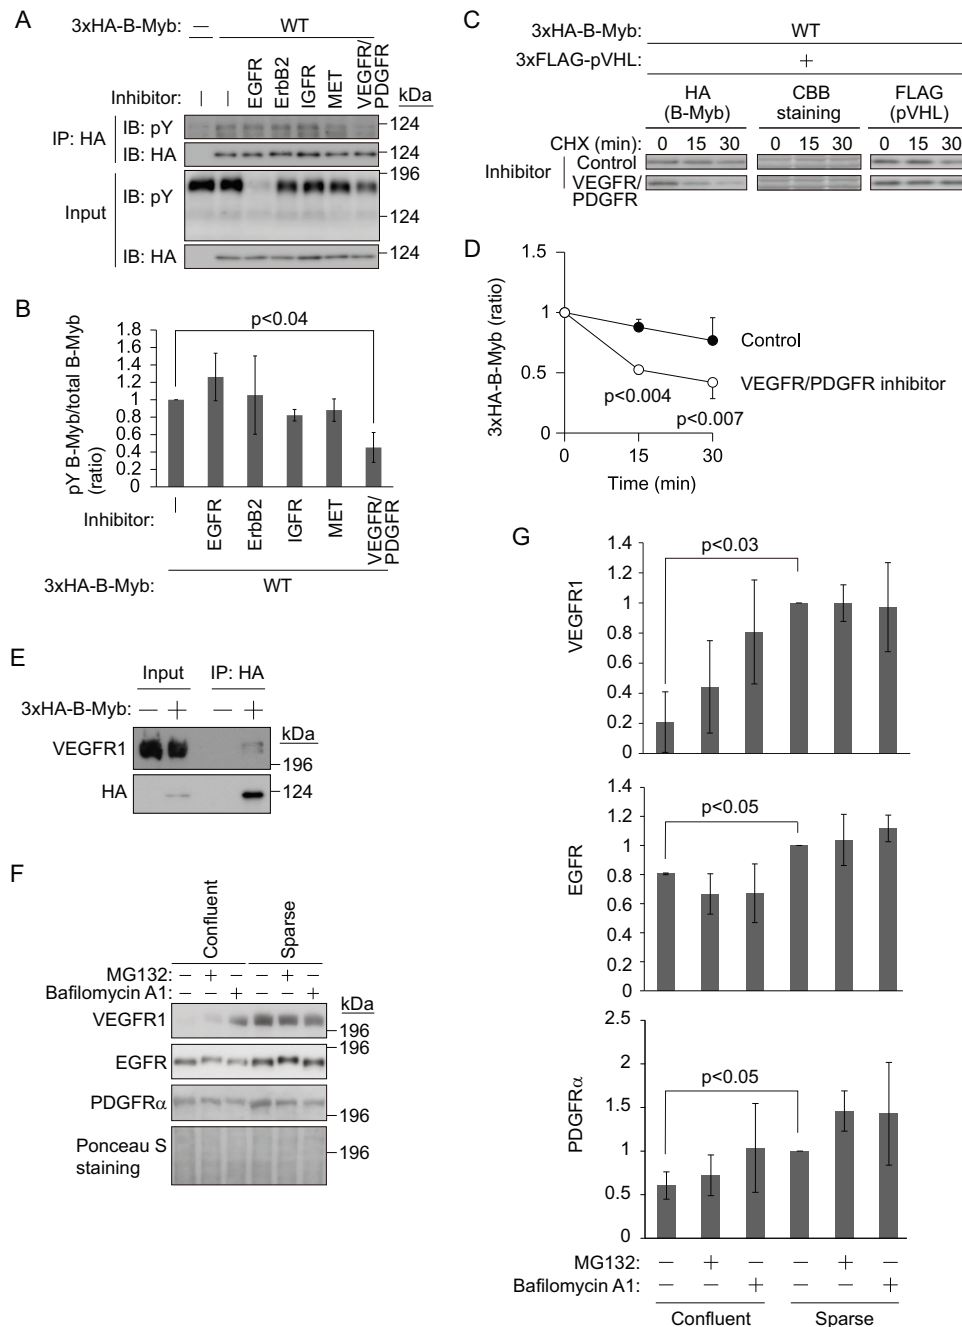 A
3xHA-B-Myb: — WT
Inhibitor: — — EGFR ErbB2 IGFR MET VEGFR/PDGFR kDa
IP: HA
IB: pY 124
IB: HA 124
Input
IB: pY 196
124
IB: HA 124
B
p<0.04
pY B-Myb/total B-Myb (ratio)
1.8
1.6
1.4
1.2
1
0.8
0.6
0.4
0.2
0
Inhibitor: — EGFR ErbB2 IGFR MET VEGFR/PDGFR
3xHA-B-Myb: WT
C
3xHA-B-Myb: WT
3xFLAG-pVHL: +
HA (B-Myb) CBB staining FLAG (pVHL)
CHX (min): 0 15 30 0 15 30 0 15 30
Inhibitor
Control
VEGFR/
PDGFR
D
3xHA-B-Myb (ratio)
1.5
1
0.5
0
Control
VEGFR/PDGFR inhibitor
p<0.004
p<0.007
0 15 30
Time (min)
E
Input IP: HA
3xHA-B-Myb: — + — +
kDa
VEGFR1 196
HA 124
F
Confluent Sparse
MG132: — + — — + —
Bafilomycin A1: — — + — — +
kDa
VEGFR1 196
196
EGFR
PDGFRα 196
Ponceau S
staining
196
G
VEGFR1
1.4
1.2
1
0.8
0.6
0.4
0.2
0
p<0.03
EGFR
1.4
1.2
1
0.8
0.6
0.4
0.2
0
p<0.05
PDGFRα
2.5
2
1.5
1
0.5
0
p<0.05
MG132: — + — — + —
Bafilomycin A1: — — + — — +
Confluent Sparse